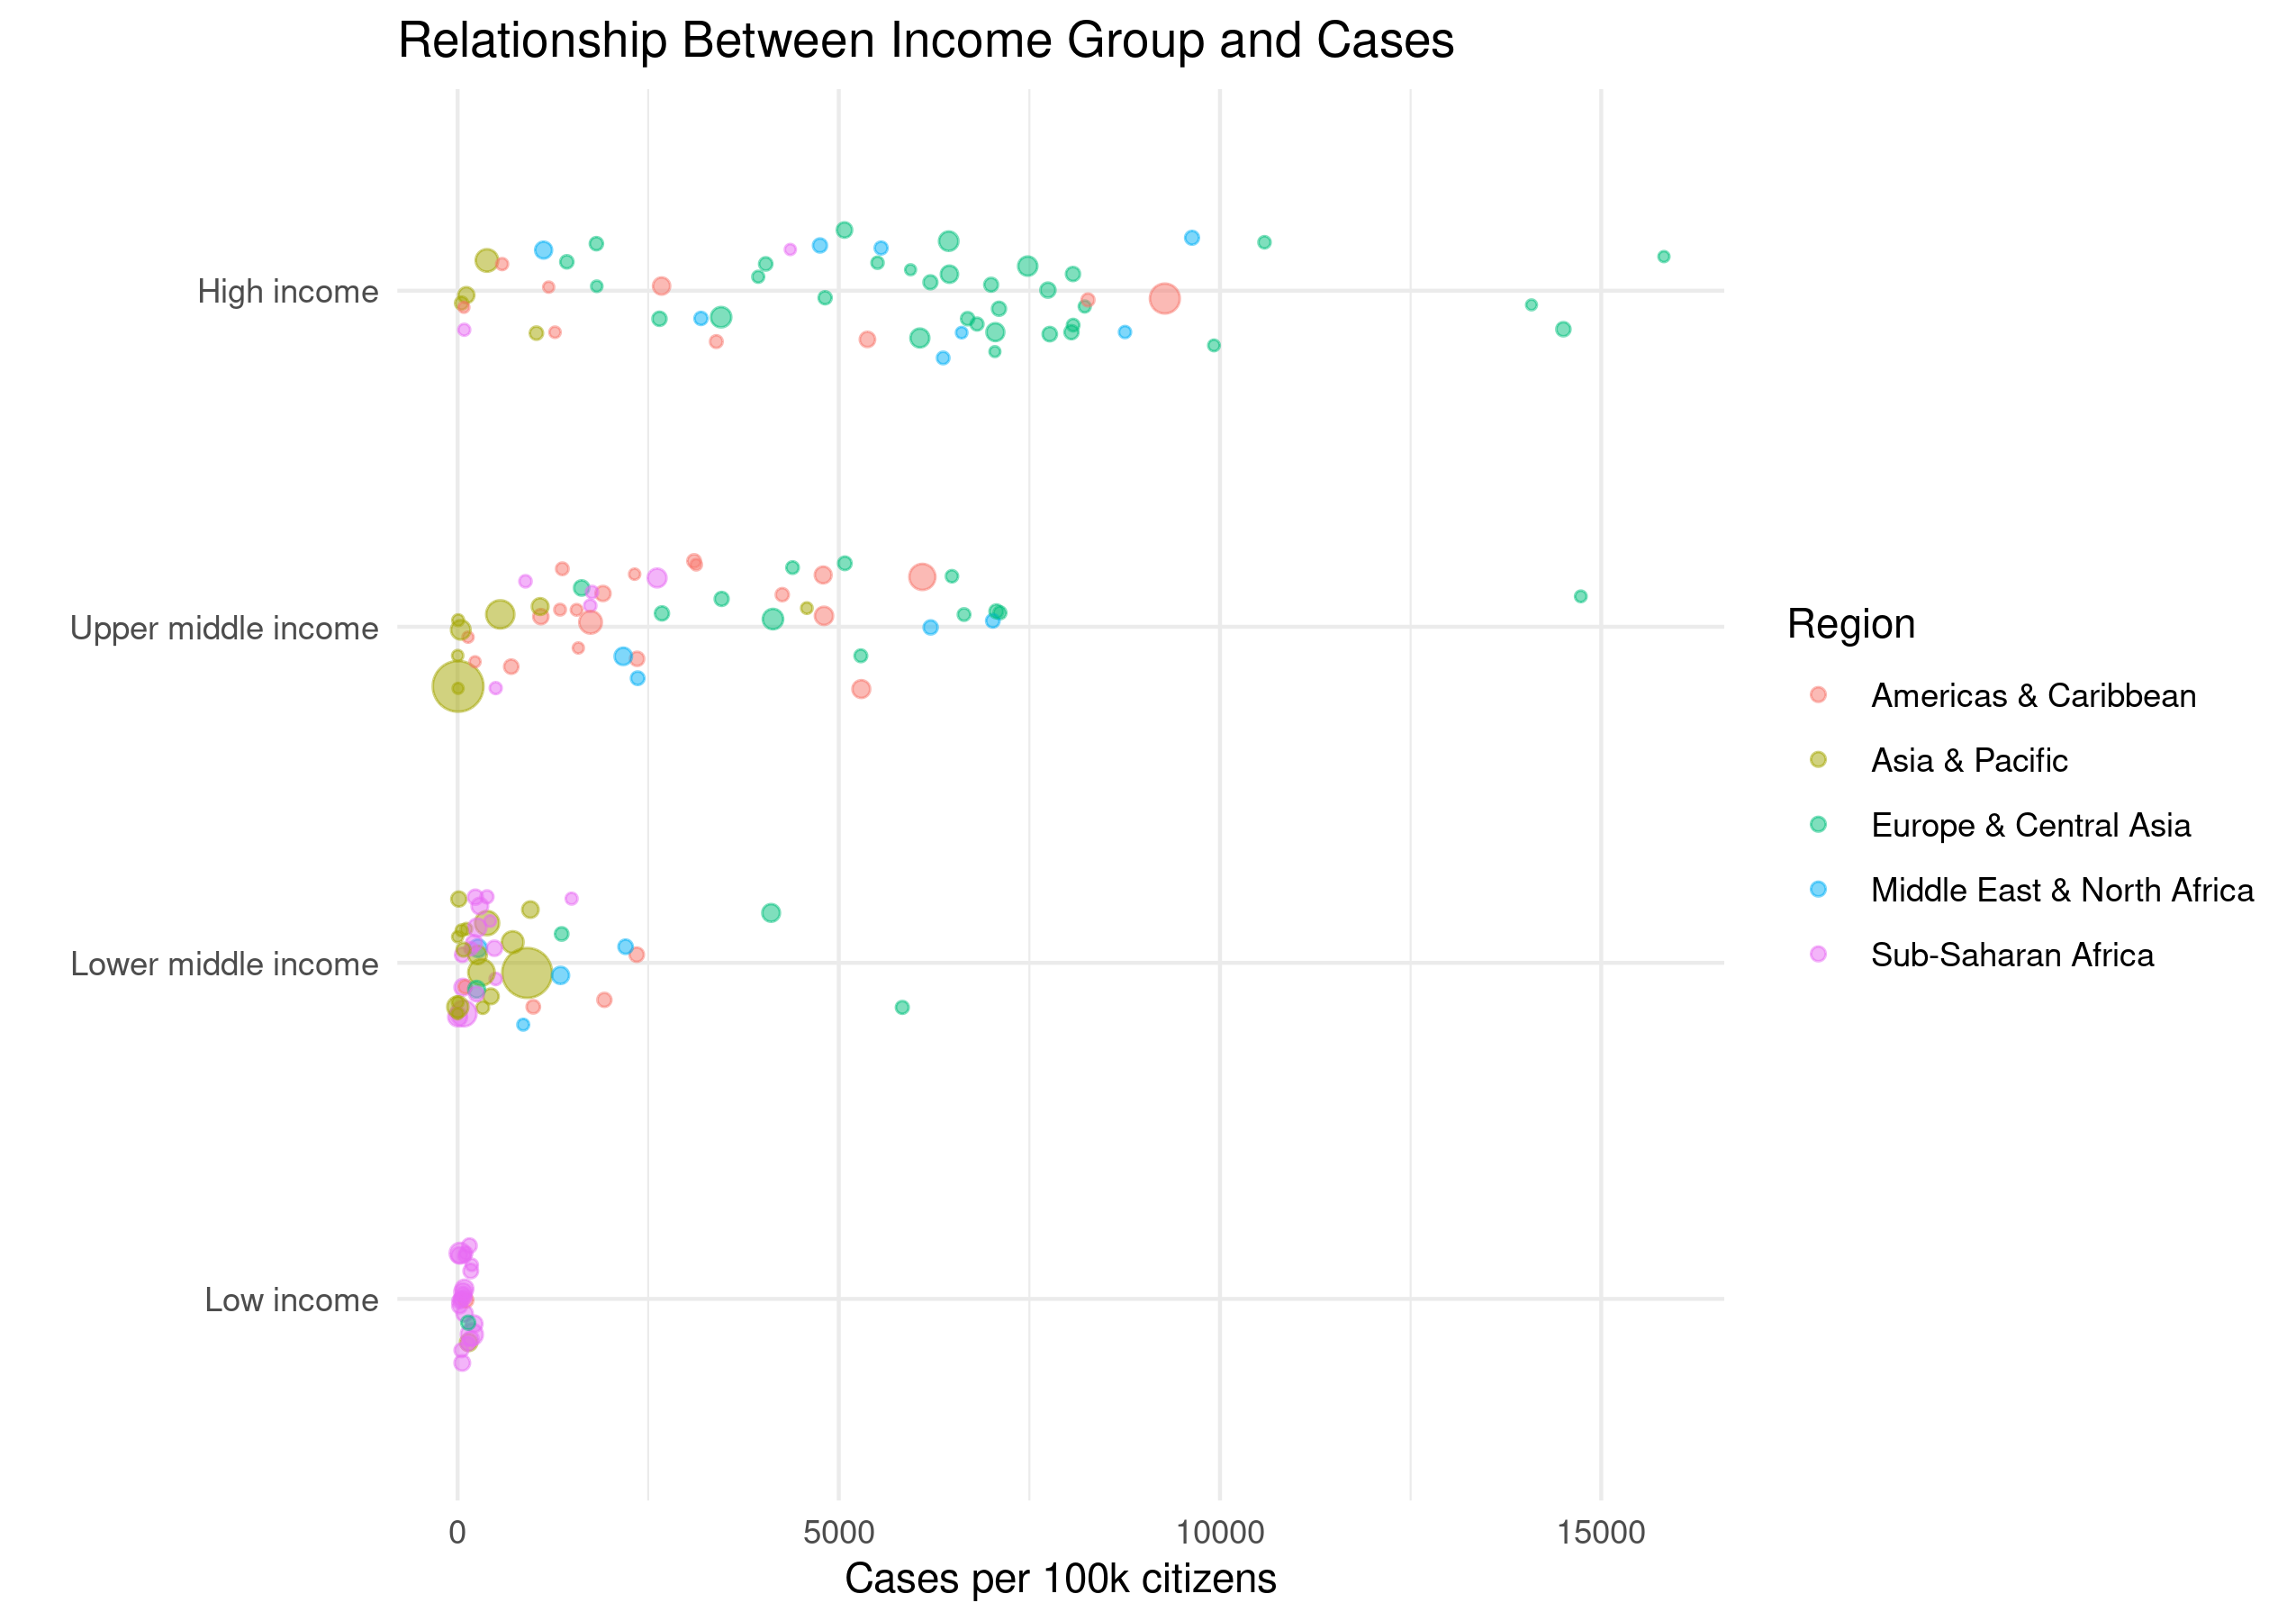 Relationship Between Income Group and Cases
High income
Upper middle income
Lower middle income
Low income
0
5000
10000
15000
Cases per 100k citizens
Region
Americas & Caribbean
Asia & Pacific
Europe & Central Asia
Middle East & North Africa
Sub-Saharan Africa